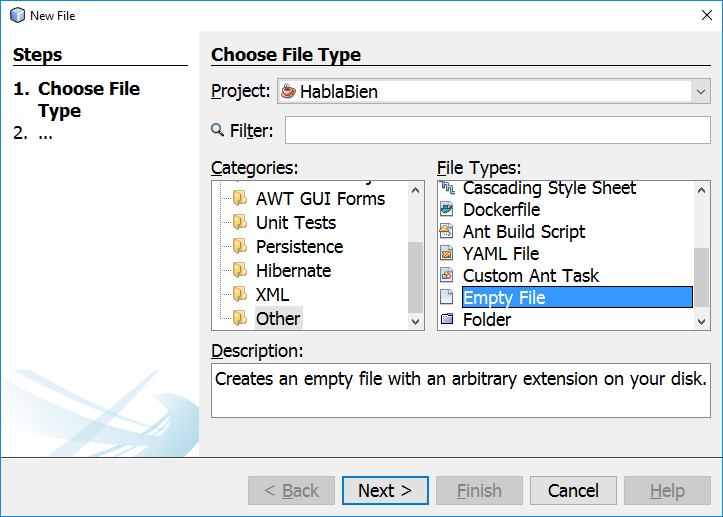 New File
Steps
1. Choose File
Type
2. ...
Choose File Type
Project: HablaBien
Filter:
Categories:
AWT GUI Forms
Unit Tests
Persistence
Hibernate
XML
Other
File Types:
Cascading Style Sheet
Dockerfile
Ant Build Script
YAML File
Custom Ant Task
Empty File
Folder
Description:
Creates an empty file with an arbitrary extension on your disk.
< Back
Next >
Finish
Cancel
Help